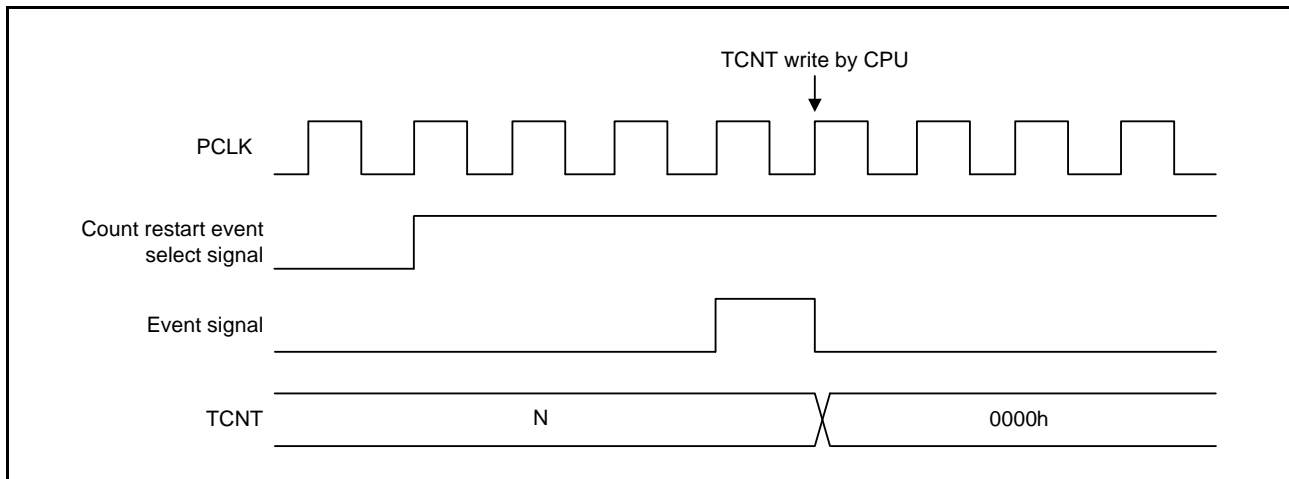 TCNT write by CPU
PCLK
Count restart event
select signal
Event signal
TCNT
N
0000h